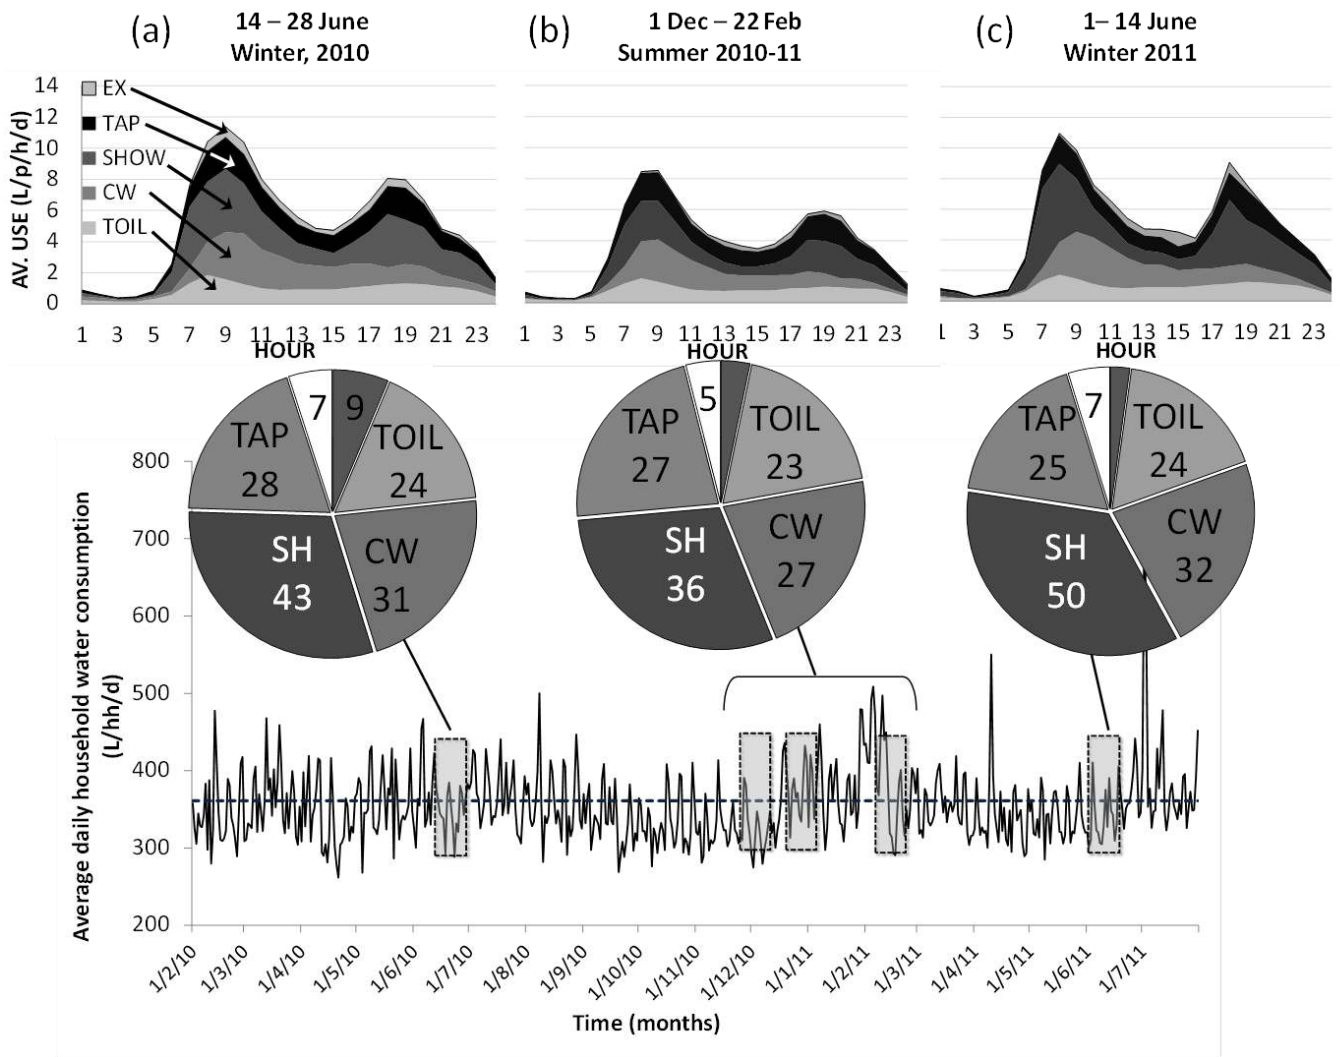 (a)
14 – 28 June
Winter, 2010
(b)
1 Dec – 22 Feb
Summer 2010-11
(c)
1– 14 June
Winter 2011
AV. USE (L/p/h/d)
14
12
10
8
6
4
2
0
EX
TAP
SHOW
CW
TOIL
1 3 5 7 9 11 13 15 17 19 21 23
HOUR
1 3 5 7 9 11 13 15 17 19 21 23
HOUR
1 3 5 7 9 11 13 15 17 19 21 23
HOUR
7
9
TAP
28
TOIL
24
SH
43
CW
31
5
TAP
27
TOIL
23
SH
36
CW
27
7
TAP
25
TOIL
24
SH
50
CW
32
Average daily household water consumption
(L/hh/d)
800
700
600
500
400
300
200
1/2/10 1/3/10 1/4/10 1/5/10 1/6/10 1/7/10 1/8/10 1/9/10 1/10/10 1/11/10 1/12/10 1/1/11 1/2/11 1/3/11 1/4/11 1/5/11 1/6/11 1/7/11
Time (months)